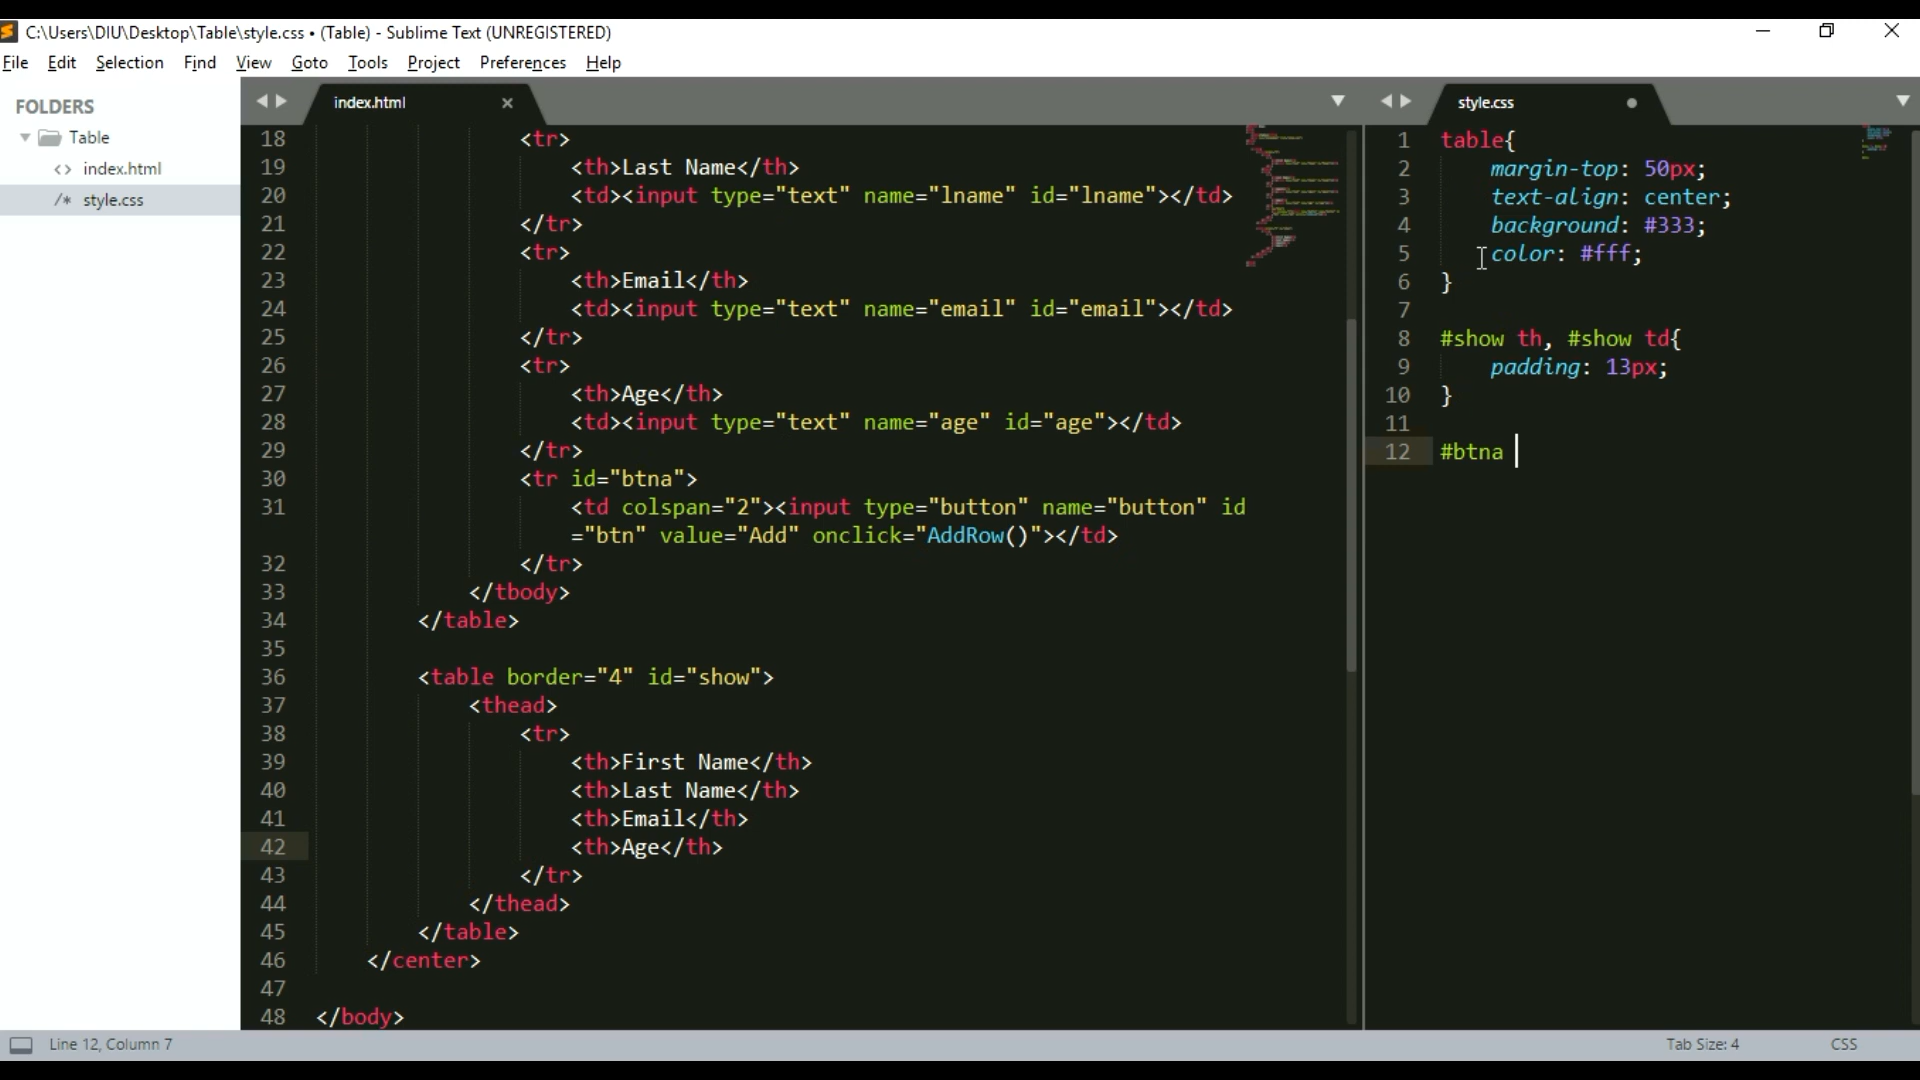 C:\Users\DIU\Desktop\Table\style.css • (Table) - Sublime Text (UNREGISTERED)
File Edit Selection Find View Goto Tools Project Preferences Help
FOLDERS
Table
<> index.html
/* style.css
index.html
18 <tr>
19 <th>Last Name</th>
20 <td><input type="text" name="lname" id="lname"></td>
21 </tr>
22 <tr>
23 <th>Email</th>
24 <td><input type="text" name="email" id="email"></td>
25 </tr>
26 <tr>
27 <th>Age</th>
28 <td><input type="text" name="age" id="age"></td>
29 </tr>
30 <tr id="btna">
31 <td colspan="2"><input type="button" name="button" id
="btn" value="Add" onclick="AddRow()"></td>
32 </tr>
33 </tbody>
34 </table>
35
36 <table border="4" id="show">
37 <thead>
38 <tr>
39 <th>First Name</th>
40 <th>Last Name</th>
41 <th>Email</th>
42 <th>Age</th>
43 </tr>
44 </thead>
45 </table>
46 </center>
47
48 </body>
style.css
1 table{
2 margin-top: 50px;
3 text-align: center;
4 background: #333;
5 color: #fff;
6 }
7
8 #show th, #show td{
9 padding: 13px;
10 }
11
12 #btna
Line 12, Column 7
Tab Size: 4
CSS